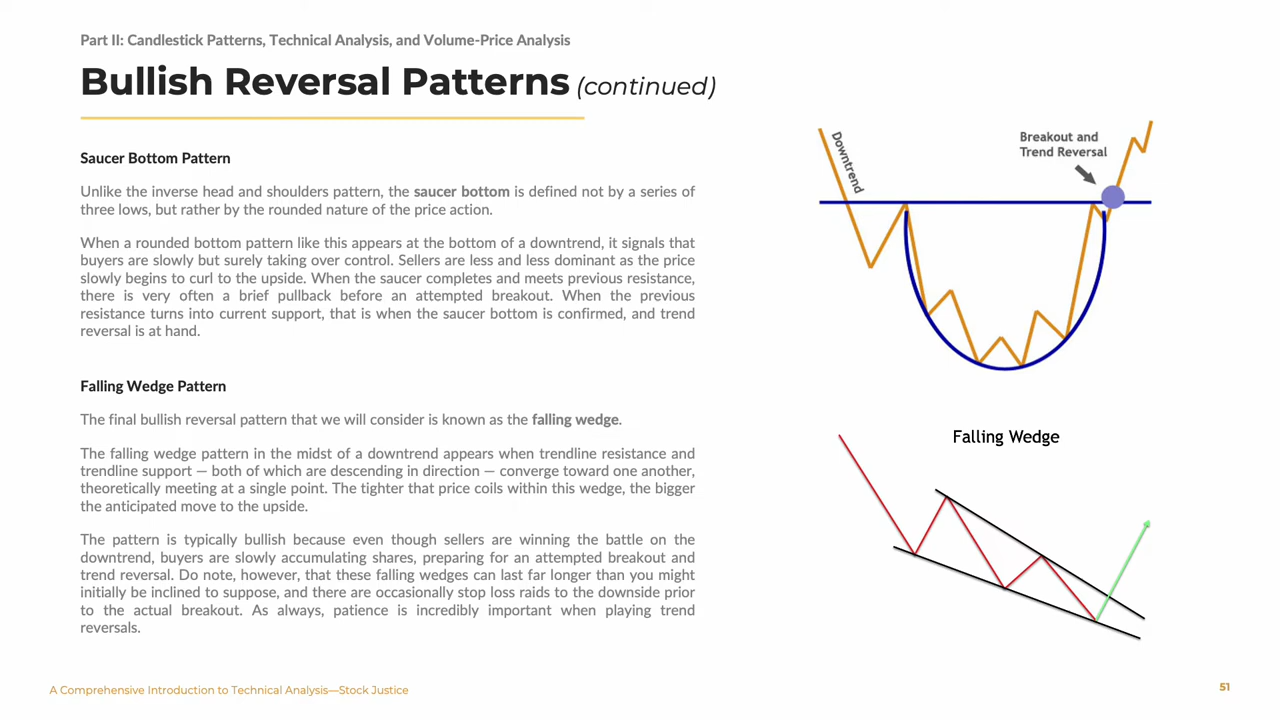 Part II: Candlestick Patterns, Technical Analysis, and Volume-Price Analysis
Bullish Reversal Patterns (continued)
Saucer Bottom Pattern
Unlike the inverse head and shoulders pattern, the saucer bottom is defined not by a series of
three lows, but rather by the rounded nature of the price action.
When a rounded bottom pattern like this appears at the bottom of a downtrend, it signals that
buyers are slowly but surely taking over control. Sellers are less and less dominant as the price
slowly begins to curl to the upside. When the saucer completes and meets previous resistance,
there is very often a brief pullback before an attempted breakout. When the previous
resistance turns into current support, that is when the saucer bottom is confirmed, and trend
reversal is at hand.
Falling Wedge Pattern
The final bullish reversal pattern that we will consider is known as the falling wedge.
The falling wedge pattern in the midst of a downtrend appears when trendline resistance and
trendline support — both of which are descending in direction — converge toward one another,
theoretically meeting at a single point. The tighter that price coils within this wedge, the bigger
the anticipated move to the upside.
The pattern is typically bullish because even though sellers are winning the battle on the
downtrend, buyers are slowly accumulating shares, preparing for an attempted breakout and
trend reversal. Do note, however, that these falling wedges can last far longer than you might
initially be inclined to suppose, and there are occasionally stop loss raids to the downside prior
to the actual breakout. As always, patience is incredibly important when playing trend
reversals.
Downtrend
Breakout and
Trend Reversal
Falling Wedge
A Comprehensive Introduction to Technical Analysis—Stock Justice
51